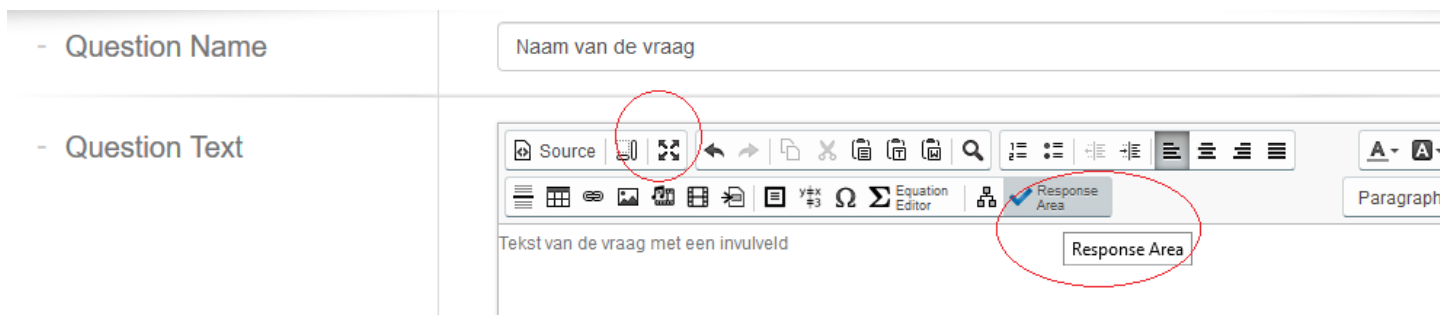 - Question Name
Naam van de vraag
- Question Text
Source
A A
Equation
Editor
Response
Area
Paragraph
Tekst van de vraag met een invulveld
Response Area